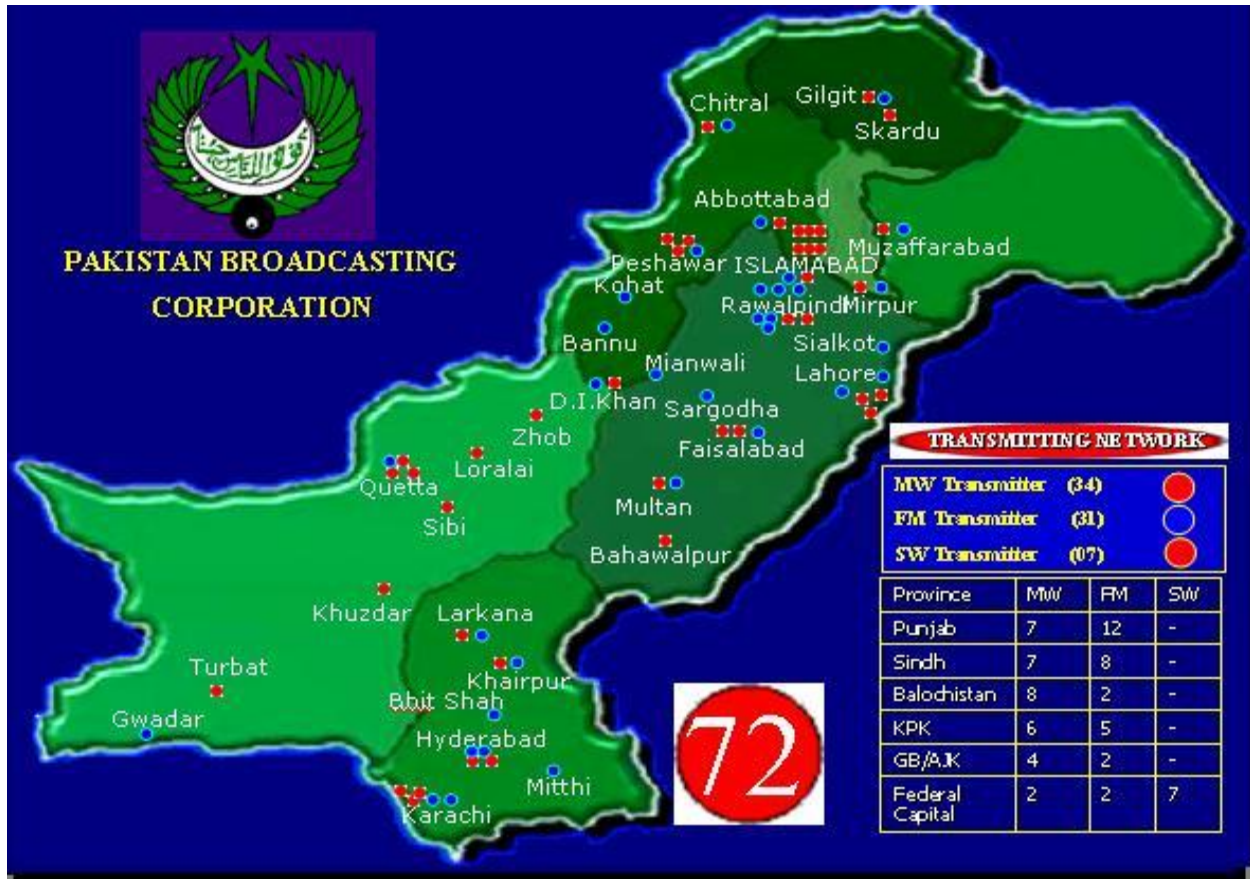 PAKISTAN BROADCASTING
CORPORATION
Chitral
Gilgit
Skardu
Abbottabad
Muzaffarabad
Peshawar
ISLAMABAD
Kohat
Rawalpindi
Mirpur
Bannu
Sialkot
Mianwali
Lahore
D.I.Khan
Sargodha
Zhob
Faisalabad
Loralai
Quetta
Multan
Sibi
Bahawalpur
Khuzdar
Larkana
Turbat
Khairpur
Bhit Shah
Gwadar
Hyderabad
Mitthi
Karachi
72
TRANSMITTING NETWORK
MW Transmitter (34)
FM Transmitter (31)
SW Transmitter (07)
Province MW FM SW
Punjab 7 12 -
Sindh 7 8 -
Balochistan 8 2 -
KPK 6 5 -
GB/AJK 4 2 -
Federal Capital 2 2 7